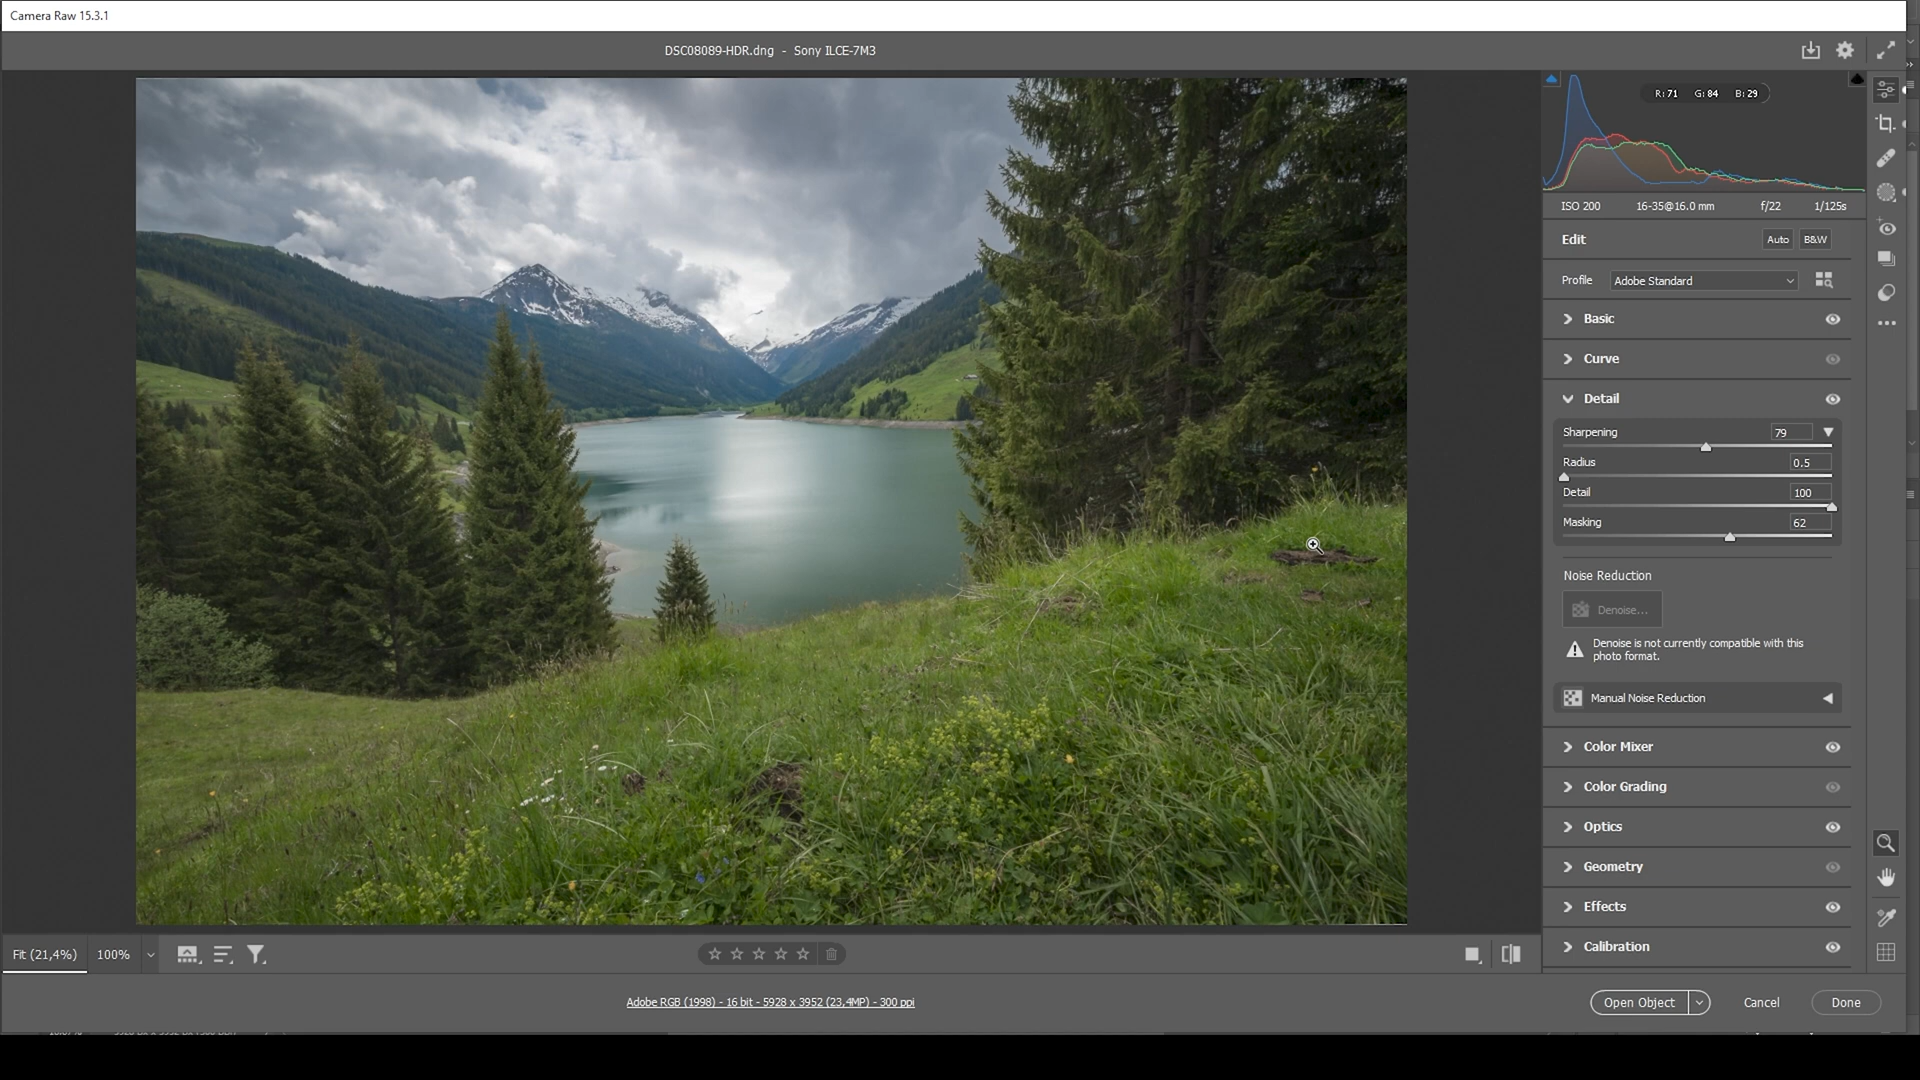 Camera Raw 15.3.1
DSC08089-HDR.dng - Sony ILCE-7M3
R: 71 G: 84 B: 29
ISO 200 16-35@16.0 mm f/22 1/125s
Edit Auto B&W
Profile Adobe Standard
Basic
Curve
Detail
Sharpening 79
Radius 0.5
Detail 100
Masking 62
Noise Reduction
Denoise...
Denoise is not currently compatible with this
photo format.
Manual Noise Reduction
Color Mixer
Color Grading
Optics
Geometry
Effects
Calibration
Fit (21,4%) 100%
Adobe RGB (1998) - 16 bit - 5928 x 3952 (23,4MP) - 300 ppi
Open Object Cancel Done